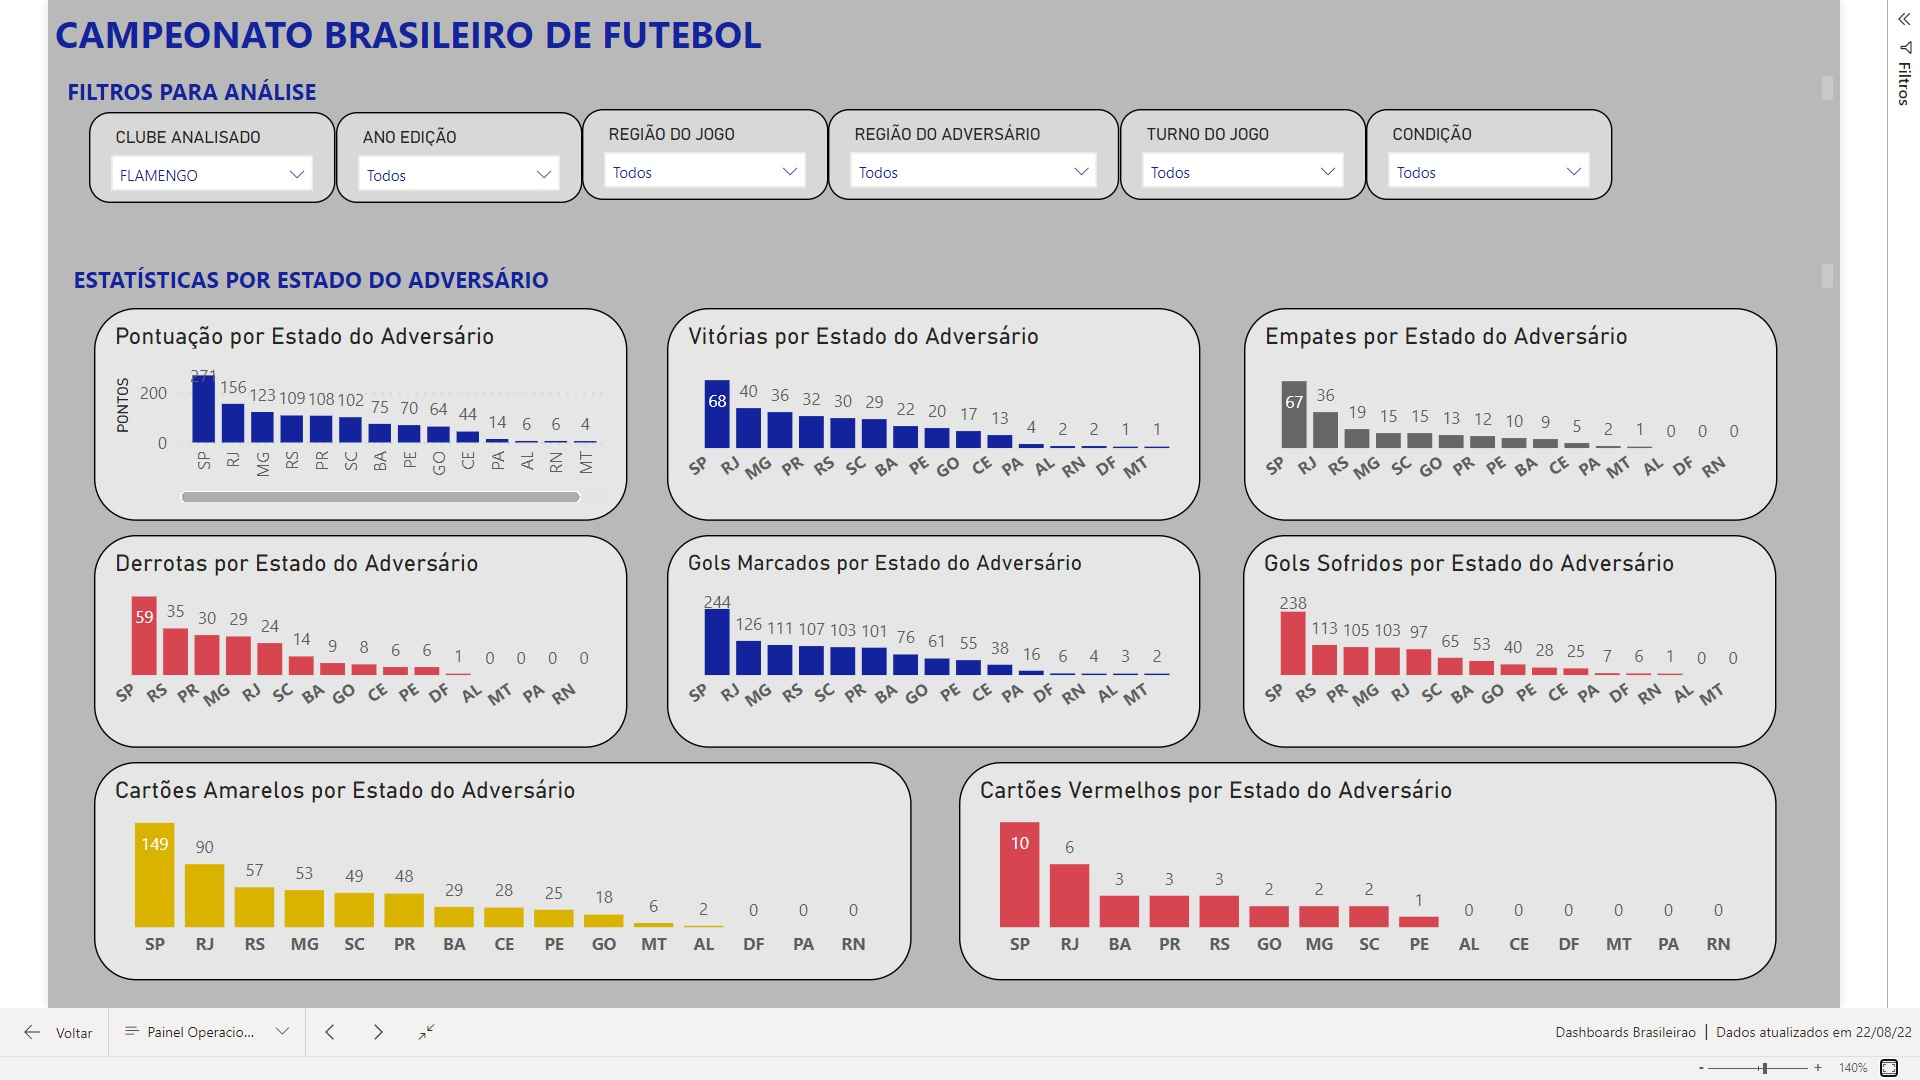 CAMPEONATO BRASILEIRO DE FUTEBOL
Filtros
FILTROS PARA ANÁLISE
CLUBE ANALISADO
FLAMENGO
ANO EDIÇÃO
Todos
REGIÃO DO JOGO
Todos
REGIÃO DO ADVERSÁRIO
Todos
TURNO DO JOGO
Todos
CONDIÇÃO
Todos
ESTATÍSTICAS POR ESTADO DO ADVERSÁRIO
Pontuação por Estado do Adversário
PONTOS
200
0
271 156 123 109 108 102 75 70 64 44 14 6 6 4
SP RJ MG RS PR SC BA PE GO CE PA AL RN MT
Vitórias por Estado do Adversário
68 40 36 32 30 29 22 20 17 13 4 2 2 1 1
SP RJ MG PR RS SC BA PE GO CE PA AL RN DF MT
Empates por Estado do Adversário
67 36 19 15 15 13 12 10 9 5 2 1 0 0 0
SP RJ RS MG SC GO PR PE BA CE PA MT AL DF RN
Derrotas por Estado do Adversário
59 35 30 29 24 14 9 8 6 6 1 0 0 0 0
SP RS PR MG RJ SC BA GO CE PE DF AL MT PA RN
Gols Marcados por Estado do Adversário
244 126 111 107 103 101 76 61 55 38 16 6 4 3 2
SP RJ MG RS SC PR BA GO PE CE PA DF RN AL MT
Gols Sofridos por Estado do Adversário
238 113 105 103 97 65 53 40 28 25 7 6 1 0 0
SP RS PR MG RJ SC BA GO PE CE PA DF RN AL MT
Cartões Amarelos por Estado do Adversário
149 90 57 53 49 48 29 28 25 18 6 2 0 0 0
SP RJ RS MG SC PR BA CE PE GO MT AL DF PA RN
Cartões Vermelhos por Estado do Adversário
10 6 3 3 3 2 2 2 1 0 0 0 0 0 0
SP RJ BA PR RS GO MG SC PE AL CE DF MT PA RN
Voltar
Painel Operacio...
Dashboards Brasileirao | Dados atualizados em 22/08/22
- + 140%